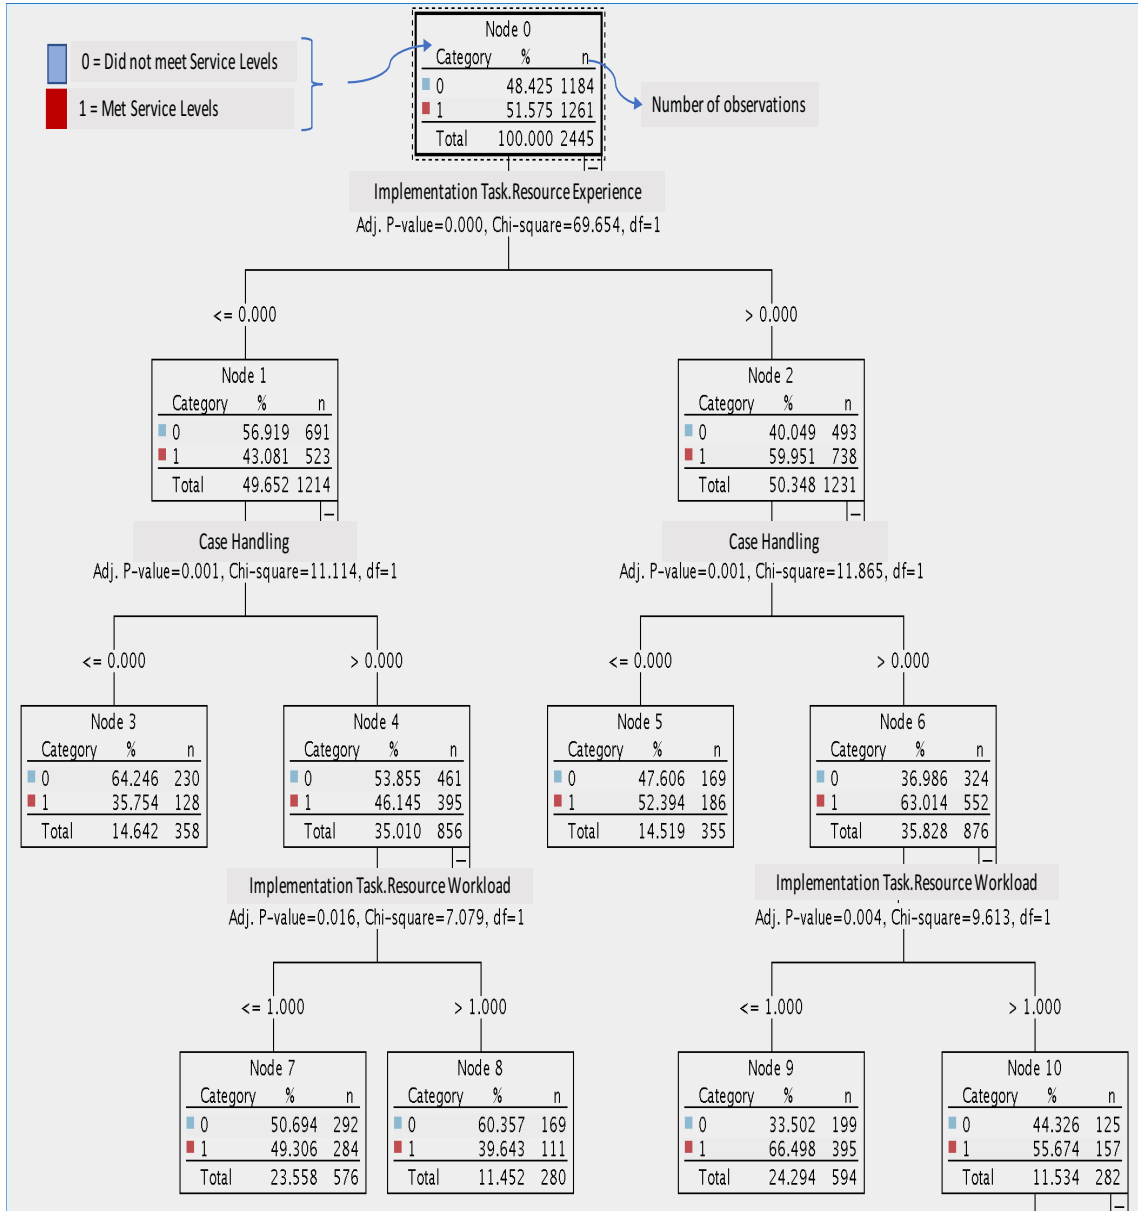 Node 0
Category % n
0 48.425 1184
1 51.575 1261
Total 100.000 2445
0 = Did not meet Service Levels
1 = Met Service Levels
Number of observations
Implementation Task.Resource Experience
Adj. P-value=0.000, Chi-square=69.654, df=1
<= 0.000
> 0.000
Node 1
Category % n
0 56.919 691
1 43.081 523
Total 49.652 1214
Node 2
Category % n
0 40.049 493
1 59.951 738
Total 50.348 1231
Case Handling
Adj. P-value=0.001, Chi-square=11.114, df=1
Case Handling
Adj. P-value=0.001, Chi-square=11.865, df=1
<= 0.000
> 0.000
<= 0.000
> 0.000
Node 3
Category % n
0 64.246 230
1 35.754 128
Total 14.642 358
Node 4
Category % n
0 53.855 461
1 46.145 395
Total 35.010 856
Node 5
Category % n
0 47.606 169
1 52.394 186
Total 14.519 355
Node 6
Category % n
0 36.986 324
1 63.014 552
Total 35.828 876
Implementation Task.Resource Workload
Adj. P-value=0.016, Chi-square=7.079, df=1
Implementation Task.Resource Workload
Adj. P-value=0.004, Chi-square=9.613, df=1
<= 1.000
> 1.000
<= 1.000
> 1.000
Node 7
Category % n
0 50.694 292
1 49.306 284
Total 23.558 576
Node 8
Category % n
0 60.357 169
1 39.643 111
Total 11.452 280
Node 9
Category % n
0 33.502 199
1 66.498 395
Total 24.294 594
Node 10
Category % n
0 44.326 125
1 55.674 157
Total 11.534 282